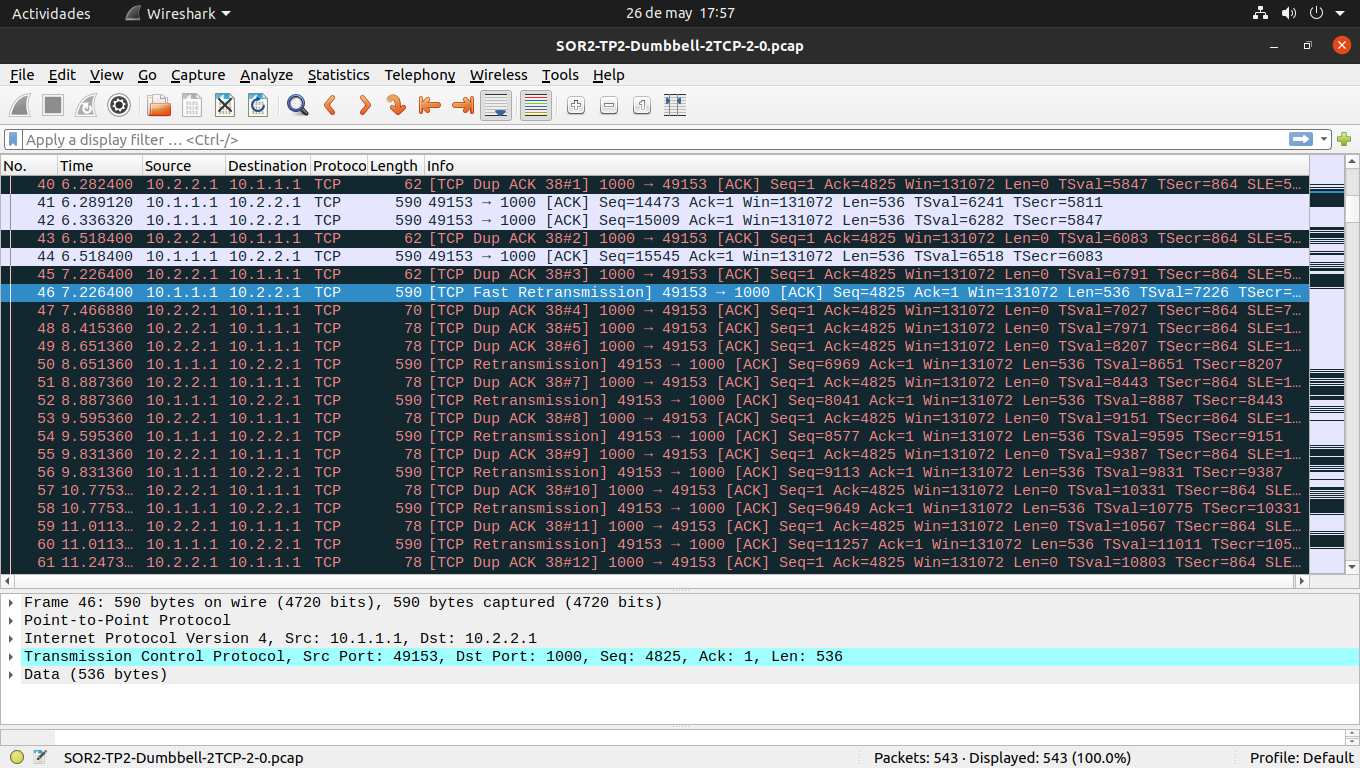 Actividades Wireshark 26 de may 17:57
SOR2-TP2-Dumbbell-2TCP-2-0.pcap
File Edit View Go Capture Analyze Statistics Telephony Wireless Tools Help
Apply a display filter … <Ctrl-/>
No. Time Source Destination Protoco Length Info
40 6.282400 10.2.2.1 10.1.1.1 TCP 62 [TCP Dup ACK 38#1] 1000 → 49153 [ACK] Seq=1 Ack=4825 Win=131072 Len=0 TSval=5847 TSecr=864 SLE=5…
41 6.289120 10.1.1.1 10.2.2.1 TCP 590 49153 → 1000 [ACK] Seq=14473 Ack=1 Win=131072 Len=536 TSval=6241 TSecr=5811
42 6.336320 10.1.1.1 10.2.2.1 TCP 590 49153 → 1000 [ACK] Seq=15009 Ack=1 Win=131072 Len=536 TSval=6282 TSecr=5847
43 6.518400 10.2.2.1 10.1.1.1 TCP 62 [TCP Dup ACK 38#2] 1000 → 49153 [ACK] Seq=1 Ack=4825 Win=131072 Len=0 TSval=6083 TSecr=864 SLE=5…
44 6.518400 10.1.1.1 10.2.2.1 TCP 590 49153 → 1000 [ACK] Seq=15545 Ack=1 Win=131072 Len=536 TSval=6518 TSecr=6083
45 7.226400 10.2.2.1 10.1.1.1 TCP 62 [TCP Dup ACK 38#3] 1000 → 49153 [ACK] Seq=1 Ack=4825 Win=131072 Len=0 TSval=6791 TSecr=864 SLE=5…
46 7.226400 10.1.1.1 10.2.2.1 TCP 590 [TCP Fast Retransmission] 49153 → 1000 [ACK] Seq=4825 Ack=1 Win=131072 Len=536 TSval=7226 TSecr=…
47 7.466880 10.2.2.1 10.1.1.1 TCP 70 [TCP Dup ACK 38#4] 1000 → 49153 [ACK] Seq=1 Ack=4825 Win=131072 Len=0 TSval=7027 TSecr=864 SLE=7…
48 8.415360 10.2.2.1 10.1.1.1 TCP 78 [TCP Dup ACK 38#5] 1000 → 49153 [ACK] Seq=1 Ack=4825 Win=131072 Len=0 TSval=7971 TSecr=864 SLE=1…
49 8.651360 10.2.2.1 10.1.1.1 TCP 78 [TCP Dup ACK 38#6] 1000 → 49153 [ACK] Seq=1 Ack=4825 Win=131072 Len=0 TSval=8207 TSecr=864 SLE=1…
50 8.651360 10.1.1.1 10.2.2.1 TCP 590 [TCP Retransmission] 49153 → 1000 [ACK] Seq=6969 Ack=1 Win=131072 Len=536 TSval=8651 TSecr=8207
51 8.887360 10.2.2.1 10.1.1.1 TCP 78 [TCP Dup ACK 38#7] 1000 → 49153 [ACK] Seq=1 Ack=4825 Win=131072 Len=0 TSval=8443 TSecr=864 SLE=1…
52 8.887360 10.1.1.1 10.2.2.1 TCP 590 [TCP Retransmission] 49153 → 1000 [ACK] Seq=8041 Ack=1 Win=131072 Len=536 TSval=8887 TSecr=8443
53 9.595360 10.2.2.1 10.1.1.1 TCP 78 [TCP Dup ACK 38#8] 1000 → 49153 [ACK] Seq=1 Ack=4825 Win=131072 Len=0 TSval=9151 TSecr=864 SLE=1…
54 9.595360 10.1.1.1 10.2.2.1 TCP 590 [TCP Retransmission] 49153 → 1000 [ACK] Seq=8577 Ack=1 Win=131072 Len=536 TSval=9595 TSecr=9151
55 9.831360 10.2.2.1 10.1.1.1 TCP 78 [TCP Dup ACK 38#9] 1000 → 49153 [ACK] Seq=1 Ack=4825 Win=131072 Len=0 TSval=9387 TSecr=864 SLE=1…
56 9.831360 10.1.1.1 10.2.2.1 TCP 590 [TCP Retransmission] 49153 → 1000 [ACK] Seq=9113 Ack=1 Win=131072 Len=536 TSval=9831 TSecr=9387
57 10.7753… 10.2.2.1 10.1.1.1 TCP 78 [TCP Dup ACK 38#10] 1000 → 49153 [ACK] Seq=1 Ack=4825 Win=131072 Len=0 TSval=10331 TSecr=864 SLE…
58 10.7753… 10.1.1.1 10.2.2.1 TCP 590 [TCP Retransmission] 49153 → 1000 [ACK] Seq=9649 Ack=1 Win=131072 Len=536 TSval=10775 TSecr=10331
59 11.0113… 10.2.2.1 10.1.1.1 TCP 78 [TCP Dup ACK 38#11] 1000 → 49153 [ACK] Seq=1 Ack=4825 Win=131072 Len=0 TSval=10567 TSecr=864 SLE…
60 11.0113… 10.1.1.1 10.2.2.1 TCP 590 [TCP Retransmission] 49153 → 1000 [ACK] Seq=11257 Ack=1 Win=131072 Len=536 TSval=11011 TSecr=105…
61 11.2473… 10.2.2.1 10.1.1.1 TCP 78 [TCP Dup ACK 38#12] 1000 → 49153 [ACK] Seq=1 Ack=4825 Win=131072 Len=0 TSval=10803 TSecr=864 SLE…
Frame 46: 590 bytes on wire (4720 bits), 590 bytes captured (4720 bits)
Point-to-Point Protocol
Internet Protocol Version 4, Src: 10.1.1.1, Dst: 10.2.2.1
Transmission Control Protocol, Src Port: 49153, Dst Port: 1000, Seq: 4825, Ack: 1, Len: 536
Data (536 bytes)
SOR2-TP2-Dumbbell-2TCP-2-0.pcap Packets: 543 · Displayed: 543 (100.0%) Profile: Default